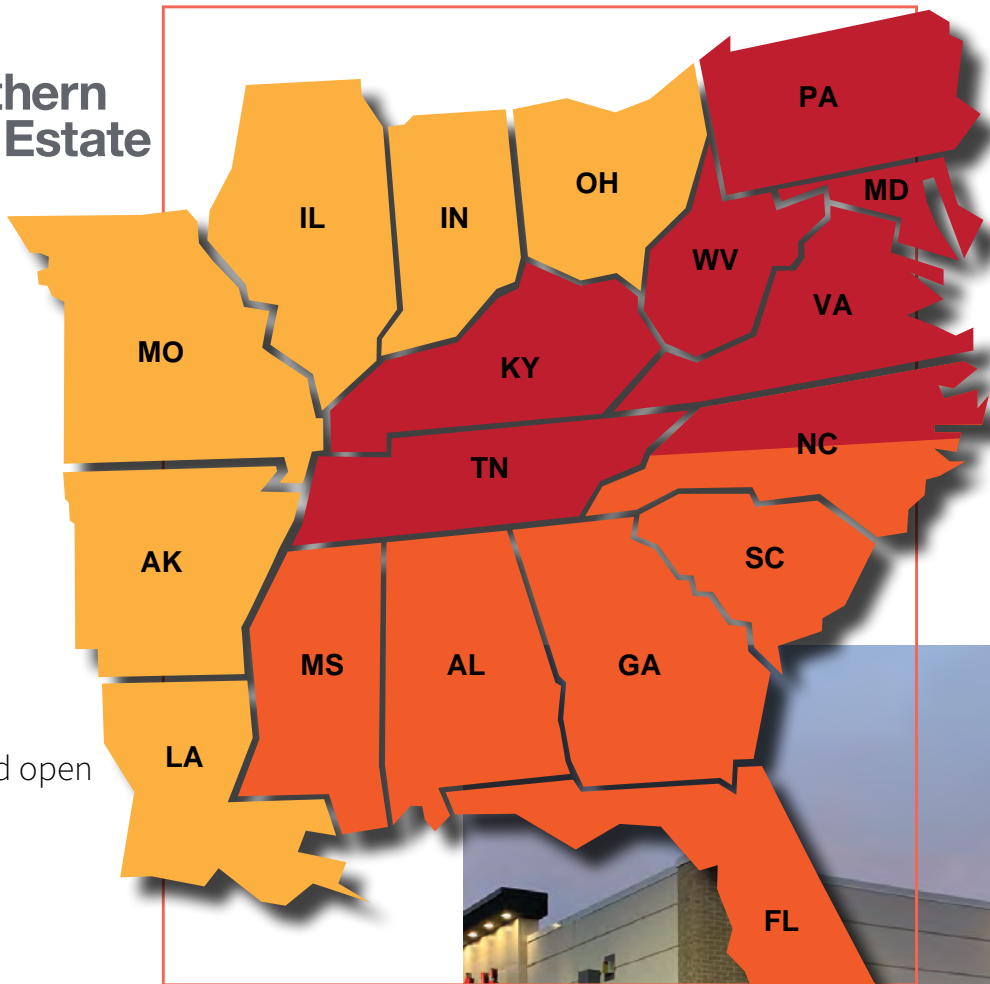 thern
Estate
PA
MD
OH
IL
IN
WV
VA
MO
KY
NC
TN
AK
SC
MS
AL
GA
LA
d open
FL